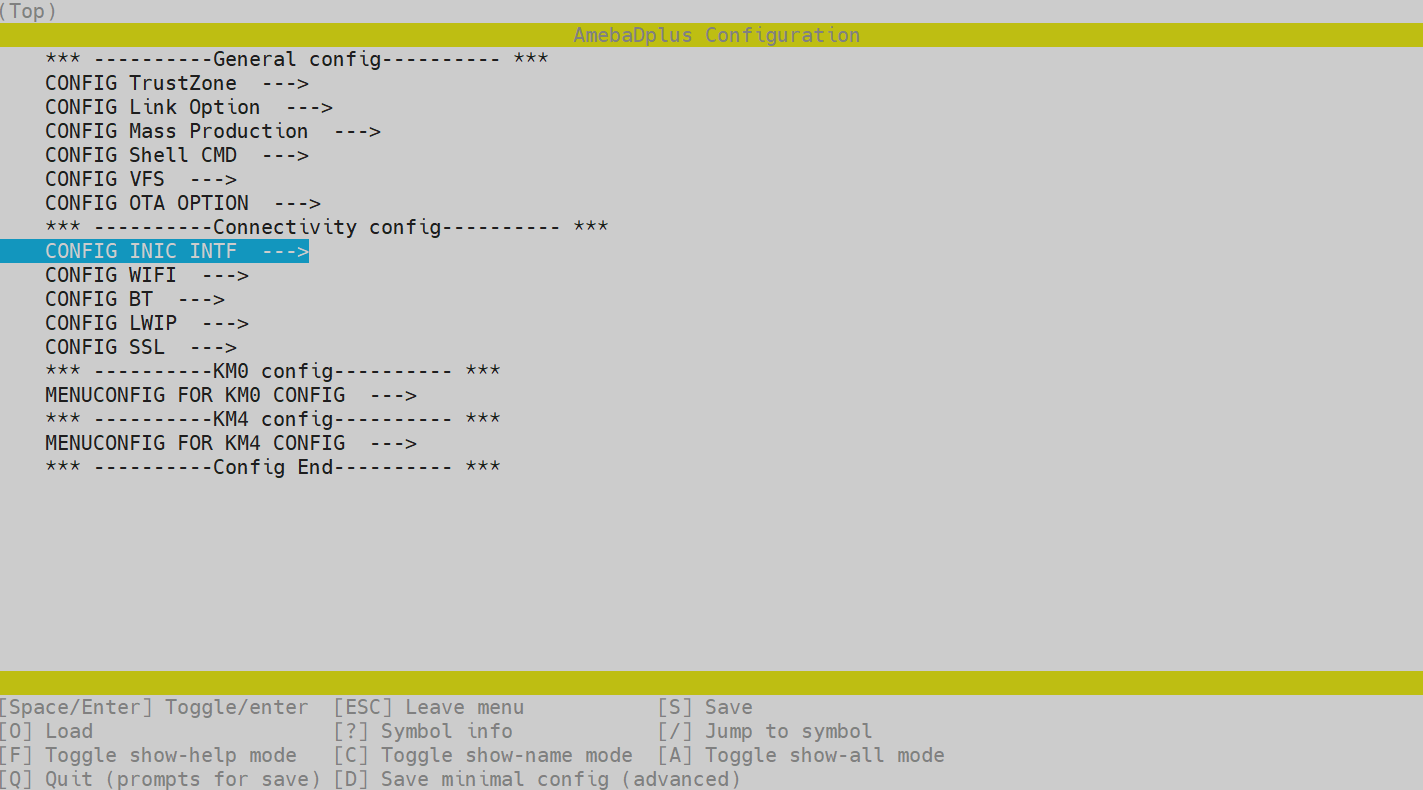 (Top)
AmebaDplus Configuration
*** ----------General config---------- ***
CONFIG TrustZone  --->
CONFIG Link Option  --->
CONFIG Mass Production  --->
CONFIG Shell CMD  --->
CONFIG VFS  --->
CONFIG OTA OPTION  --->
*** ----------Connectivity config---------- ***
CONFIG INIC INTF  --->
CONFIG WIFI  --->
CONFIG BT  --->
CONFIG LWIP  --->
CONFIG SSL  --->
*** ----------KM0 config---------- ***
MENUCONFIG FOR KM0 CONFIG  --->
*** ----------KM4 config---------- ***
MENUCONFIG FOR KM4 CONFIG  --->
*** ----------Config End---------- ***
[Space/Enter] Toggle/enter  [ESC] Leave menu           [S] Save
[O] Load                    [?] Symbol info            [/] Jump to symbol
[F] Toggle show-help mode   [C] Toggle show-name mode  [A] Toggle show-all mode
[Q] Quit (prompts for save) [D] Save minimal config (advanced)